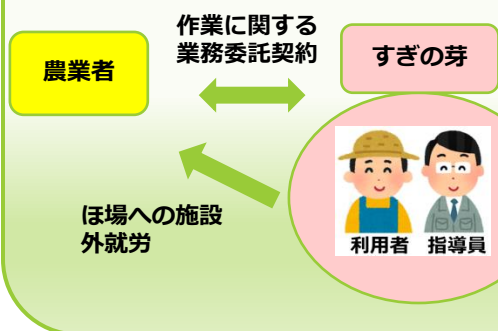 作業に関する
業務委託契約
農業者
すぎの芽
ほ場への施設
外就労
利用者 指導員